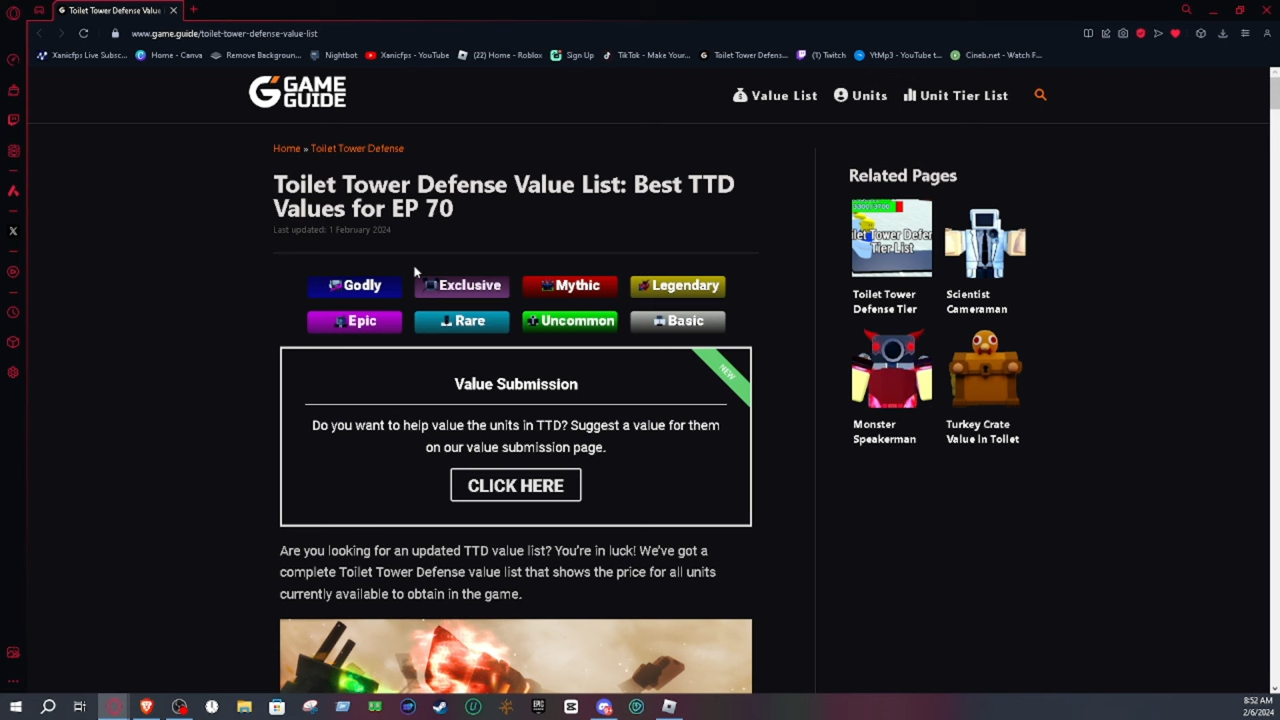 Toilet Tower Defense Value
www.game.guide/toilet-tower-defense-value-list
Xanicfps Live Subsc...
Home - Canva
Remove Backgroun...
Nightbot
Xanicfps - YouTube
(22) Home - Roblox
Sign Up
TikTok - Make Your...
Toilet Tower Defens...
(1) Twitch
YtMp3 - YouTube t...
Cineb.net - Watch F...
GAME
GUIDE
Value List
Units
Unit Tier List
Home » Toilet Tower Defense
Toilet Tower Defense Value List: Best TTD
Values for EP 70
Last updated: 1 February 2024
Godly
Exclusive
Mythic
Legendary
Epic
Rare
Uncommon
Basic
NEW
Value Submission
Do you want to help value the units in TTD? Suggest a value for them
on our value submission page.
CLICK HERE
Are you looking for an updated TTD value list? You're in luck! We've got a
complete Toilet Tower Defense value list that shows the price for all units
currently available to obtain in the game.
Related Pages
ilet Tower Defer
Tier List
Toilet Tower
Defense Tier
Scientist
Cameraman
Monster
Speakerman
Turkey Crate
Value in Toilet
EPIC
8:52 AM
2/6/2024